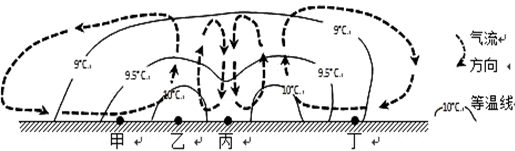 9℃
9℃
9.5℃
10℃
10℃
9.5℃
甲 乙 丙 丁
气流
方向
10℃ 等温线